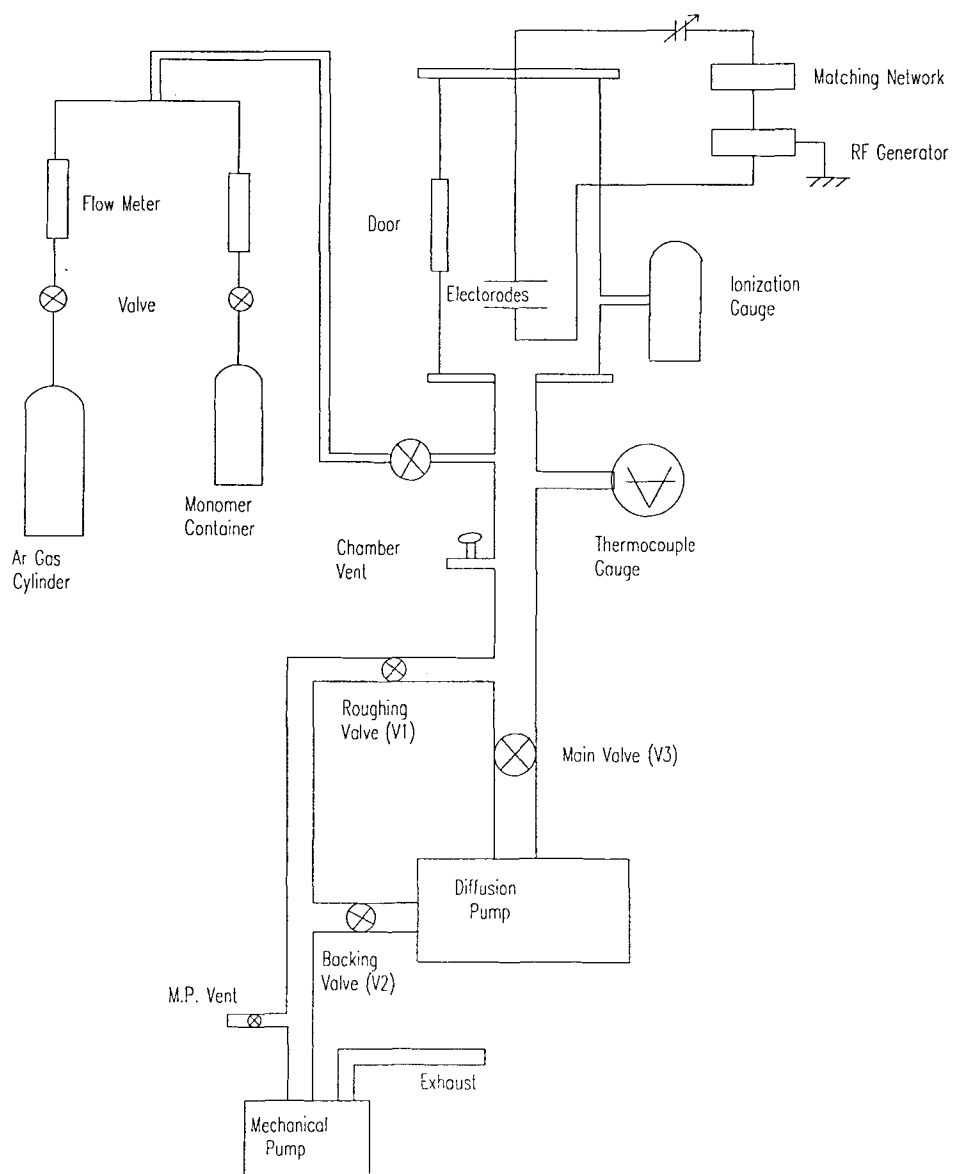 Matching Network
RF Generator
Flow Meter
Door
Valve
Electorodes
Ionization
Gauge
Monomer
Container
Ar Gas
Cylinder
Chamber
Vent
Thermocouple
Gauge
Roughing
Valve (V1)
Main Valve (V3)
Diffusion
Pump
Backing
Valve (V2)
M.P. Vent
Exhaust
Mechanical
Pump